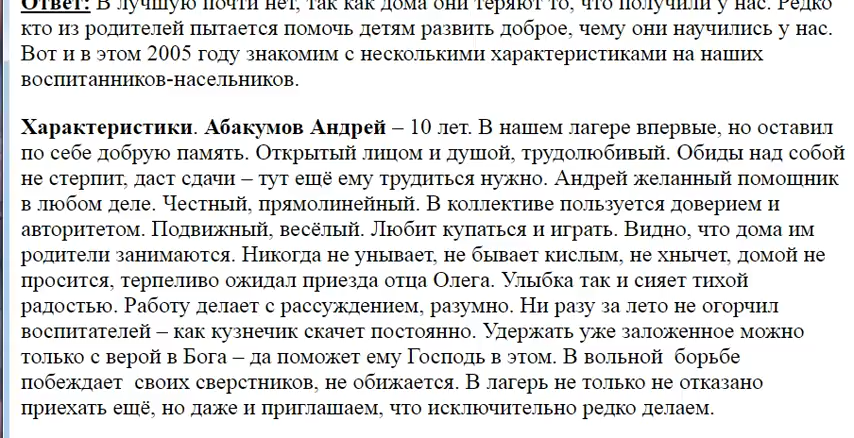 Ответ: В лучшую почти нет, так как дома они теряют то, что получили у нас. Редко
кто из родителей пытается помочь детям развить доброе, чему они научились у нас.
Вот и в этом 2005 году знакомим с несколькими характеристиками на наших
воспитанников-насельников.
Характеристики. Абакумов Андрей – 10 лет. В нашем лагере впервые, но оставил
по себе добрую память. Открытый лицом и душой, трудолюбивый. Обиды над собой
не стерпит, даст сдачи – тут ещё ему трудиться нужно. Андрей желанный помощник
в любом деле. Честный, прямолинейный. В коллективе пользуется доверием и
авторитетом. Подвижный, весёлый. Любит купаться и играть. Видно, что дома им
родители занимаются. Никогда не унывает, не бывает кислым, не хнычет, домой не
просится, терпеливо ожидал приезда отца Олега. Улыбка так и сияет тихой
радостью. Работу делает с рассуждением, разумно. Ни разу за лето не огорчил
воспитателей – как кузнечик скачет постоянно. Удержать уже заложенное можно
только с верой в Бога – да поможет ему Господь в этом. В вольной  борьбе
побеждает  своих сверстников, не обижается. В лагерь не только не отказано
приехать ещё, но даже и приглашаем, что исключительно редко делаем.